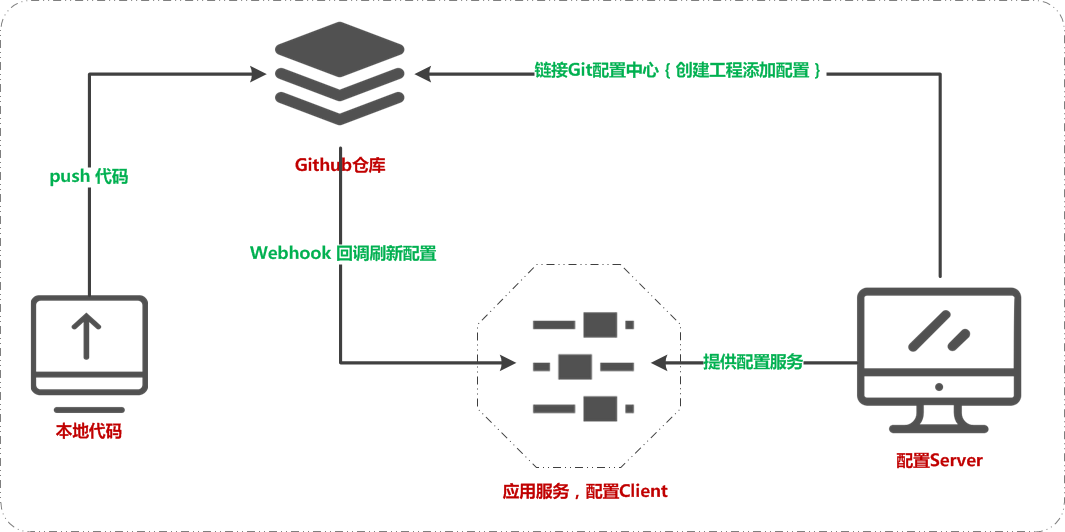 链接Git配置中心{ 创建工程添加配置 }
Github仓库
push 代码
Webhook 回调刷新配置
提供配置服务
本地代码
配置Server
应用服务，配置Client